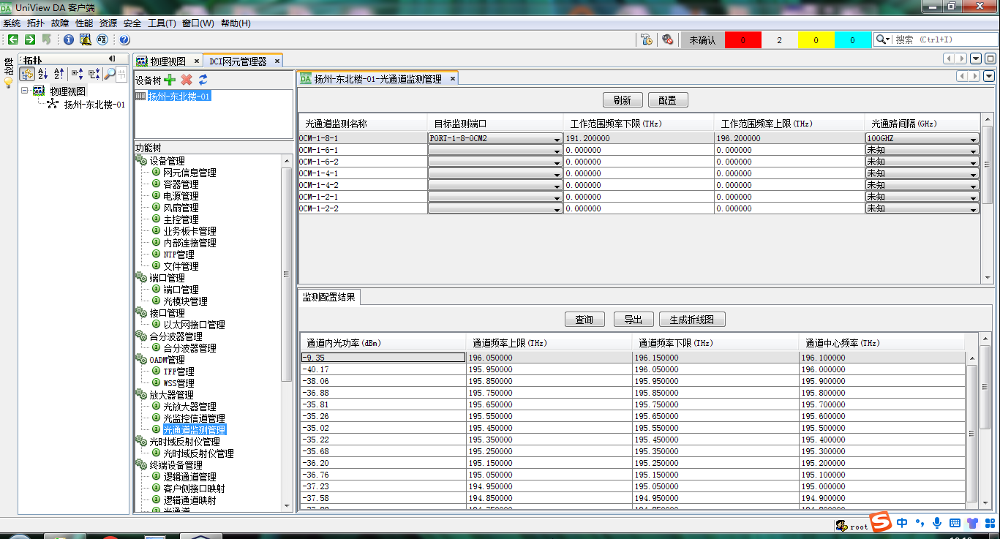 UniView DA 客户端
系统 拓扑 故障 性能 资源 安全 工具(T) 窗口(W) 帮助(H)
未确认 0 2 0 0 搜索 (Ctrl+I)
拓扑
物理视图
扬州-东北楼-01
物理视图 × DCI网元管理器 ×
设备树
扬州-东北楼-01
功能树
设备管理
网元信息管理
容器管理
电源管理
风扇管理
主控管理
业务板卡管理
内部连接管理
NTP管理
文件管理
端口管理
端口管理
光模块管理
接口管理
以太网接口管理
合分波器管理
合分波器管理
OADM管理
TFF管理
WSS管理
放大器管理
光放大器管理
光监控信道管理
光通道监测管理
光时域反射仪管理
光时域反射仪管理
终端设备管理
逻辑通道管理
客户侧接口映射
逻辑通道映射
光通道
DA 扬州-东北楼-01-光通道监测管理 ×
刷新 配置
光通道监测名称 目标监测端口 工作范围频率下限(THz) 工作范围频率上限(THz) 光通路间隔(GHz)
OCM-1-8-1 PORT-1-8-OCM2 191.200000 196.200000 100GHZ
OCM-1-6-1 0.000000 0.000000 未知
OCM-1-6-2 0.000000 0.000000 未知
OCM-1-4-1 0.000000 0.000000 未知
OCM-1-4-2 0.000000 0.000000 未知
OCM-1-2-1 0.000000 0.000000 未知
OCM-1-2-2 0.000000 0.000000 未知
监测配置结果
查询 导出 生成折线图
通道内光功率(dBm) 通道频率上限(THz) 通道频率下限(THz) 通道中心频率(THz)
-9.35 196.050000 196.150000 196.100000
-40.17 195.950000 196.050000 196.000000
-38.06 195.850000 195.950000 195.900000
-36.88 195.750000 195.850000 195.800000
-35.81 195.650000 195.750000 195.700000
-35.26 195.550000 195.650000 195.600000
-35.02 195.450000 195.550000 195.500000
-35.22 195.350000 195.450000 195.400000
-35.68 195.250000 195.350000 195.300000
-36.20 195.150000 195.250000 195.200000
-36.76 195.050000 195.150000 195.100000
-37.23 194.950000 195.050000 195.000000
-37.58 194.850000 194.950000 194.900000
root 中